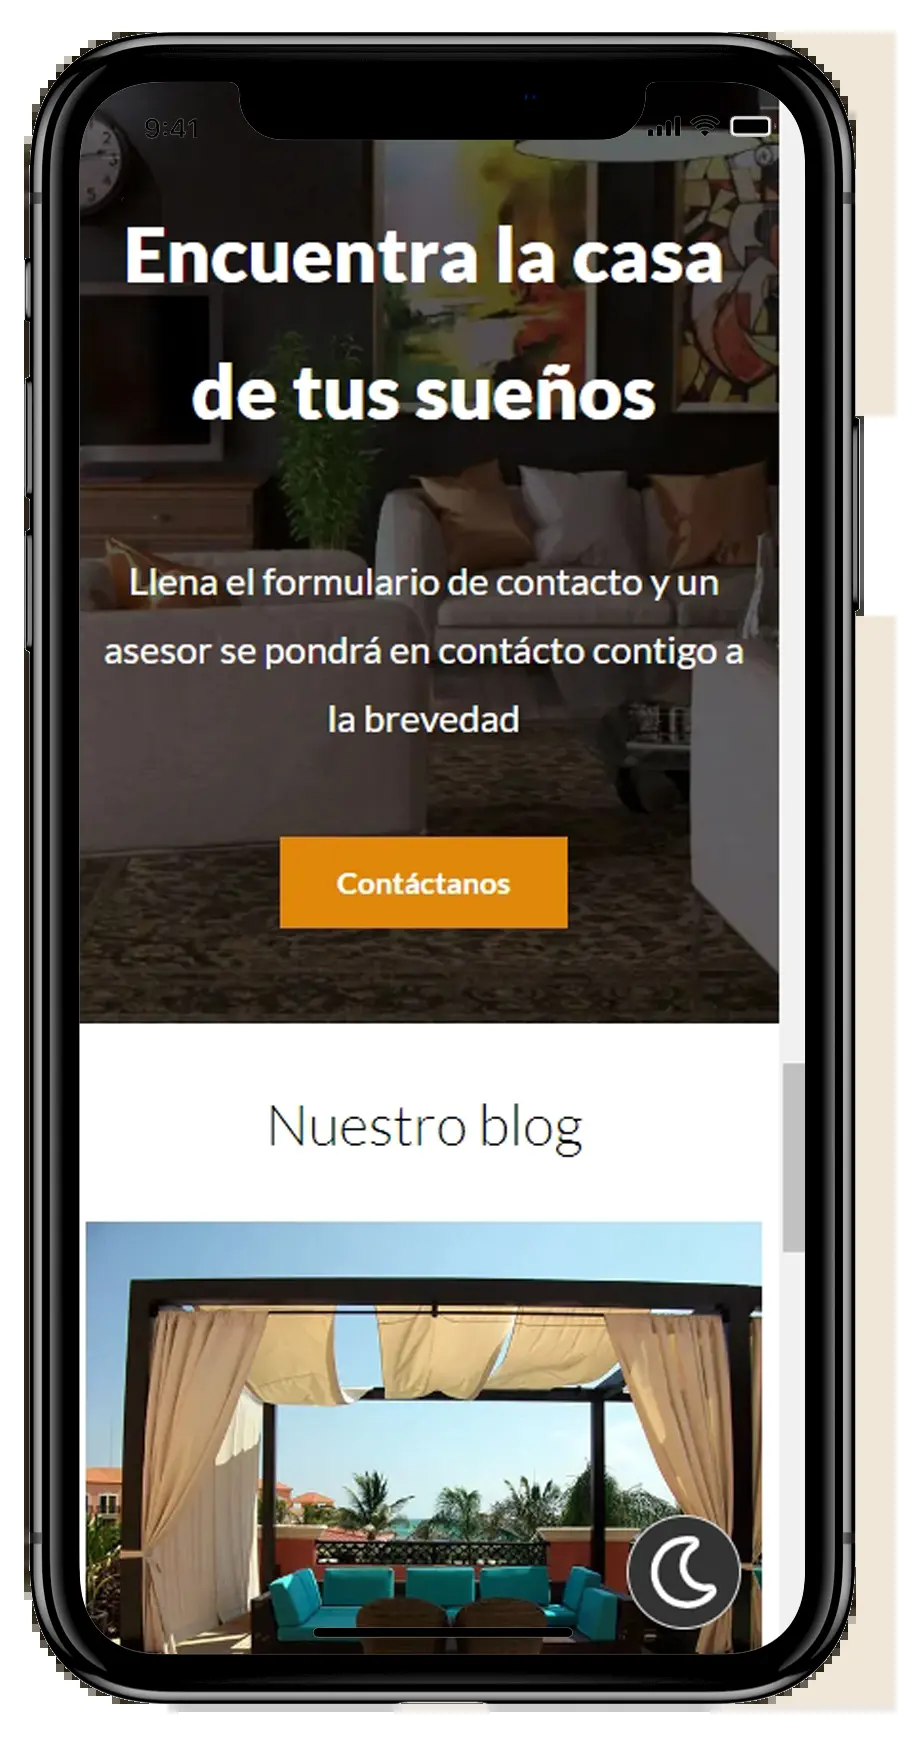 9:41
Encuentra la casa
de tus sueños
Llena el formulario de contacto y un
asesor se pondrá en contácto contigo a
la brevedad
Contáctanos
Nuestro blog